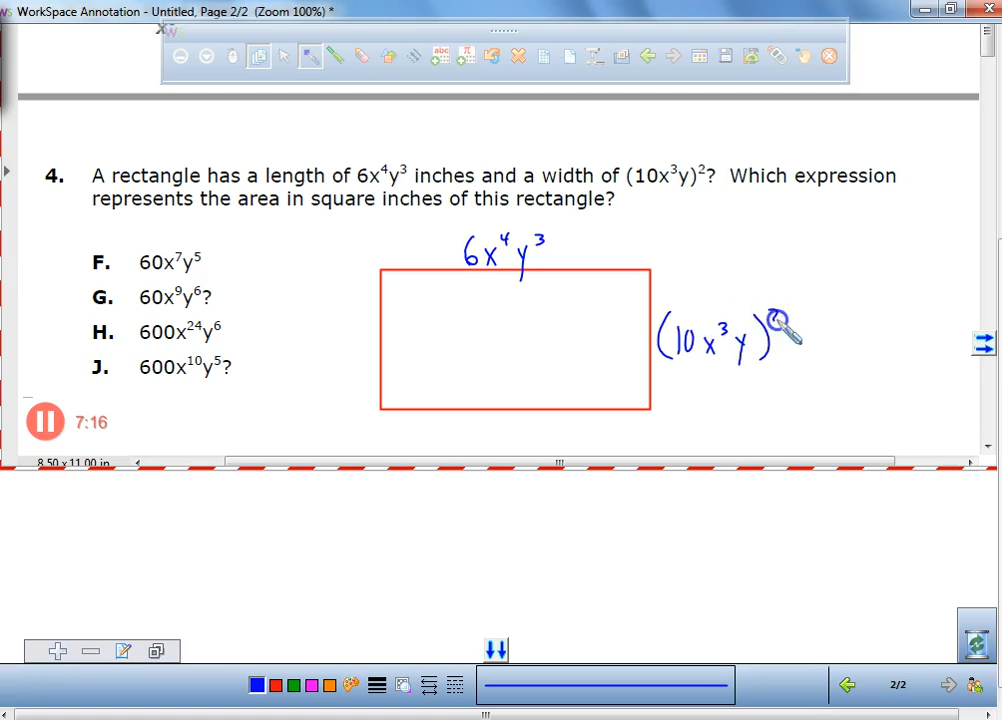 WorkSpace Annotation - Untitled, Page 2/2 (Zoom 100%) *
abc π
4. A rectangle has a length of 6x⁴y³ inches and a width of (10x³y)²? Which expression
represents the area in square inches of this rectangle?
6x⁴y³
F. 60x⁷y⁵
G. 60x⁹y⁶?
(10x³y)²
H. 600x²⁴y⁶
J. 600x¹⁰y⁵?
7:16
8.50 x 11.00 in
2/2